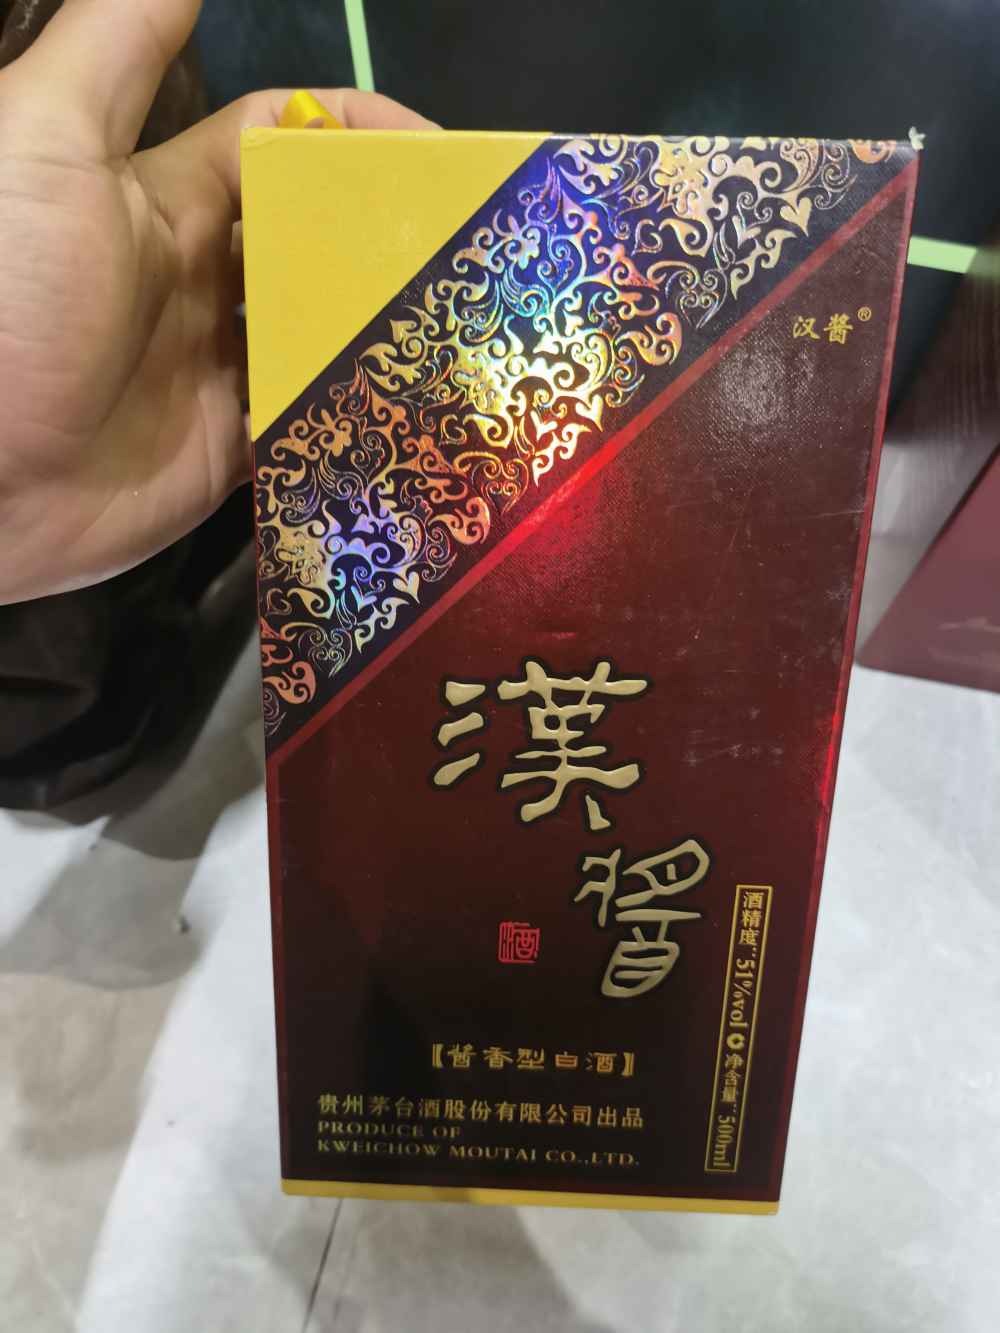 汉酱®
漢
酱
酒
【酱香型白酒】
贵州茅台酒股份有限公司出品
PRODUCE OF
KWEICHOW MOUTAI CO.,LTD.
酒精度:51%vol 净含量:500ml